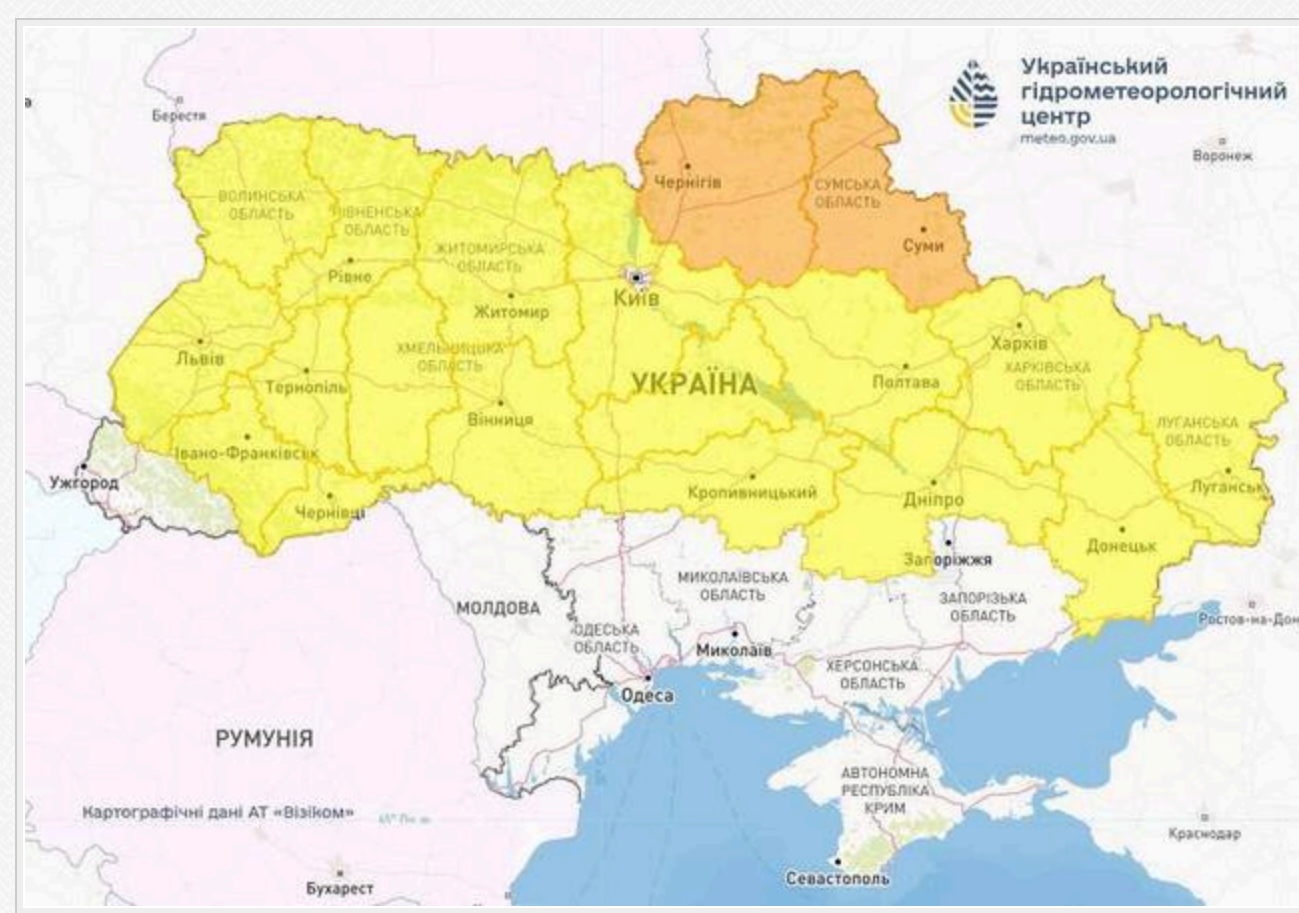 Український
гідрометеорологічний
центр
meteo.gov.ua
Берестя
Воронеж
Чернігів
СУМСЬКА
ОБЛАСТЬ
Суми
ВОЛИНСЬКА
ОБЛАСТЬ
РІВНЕНСЬКА
ОБЛАСТЬ
Рівне
ЖИТОМИРСЬКА
ОБЛАСТЬ
Житомир
Київ
Львів
Тернопіль
ХМЕЛЬНИЦЬКА
ОБЛАСТЬ
Вінниця
УКРАЇНА
Полтава
Харків
ХАРКІВСЬКА
ОБЛАСТЬ
ЛУГАНСЬКА
ОБЛАСТЬ
Луганськ
Ужгород
Івано-Франківськ
Чернівці
Кропивницький
Дніпро
Донецьк
Запоріжжя
ЗАПОРІЗЬКА
ОБЛАСТЬ
МИКОЛАЇВСЬКА
ОБЛАСТЬ
Миколаїв
МОЛДОВА
ОДЕСЬКА
ОБЛАСТЬ
Одеса
ХЕРСОНСЬКА
ОБЛАСТЬ
Ростов-на-Дон
РУМУНІЯ
АВТОНОМНА
РЕСПУБЛІКА
КРИМ
Картографічні дані АТ «Візіком»
Краснодар
Севастополь
Бухарест